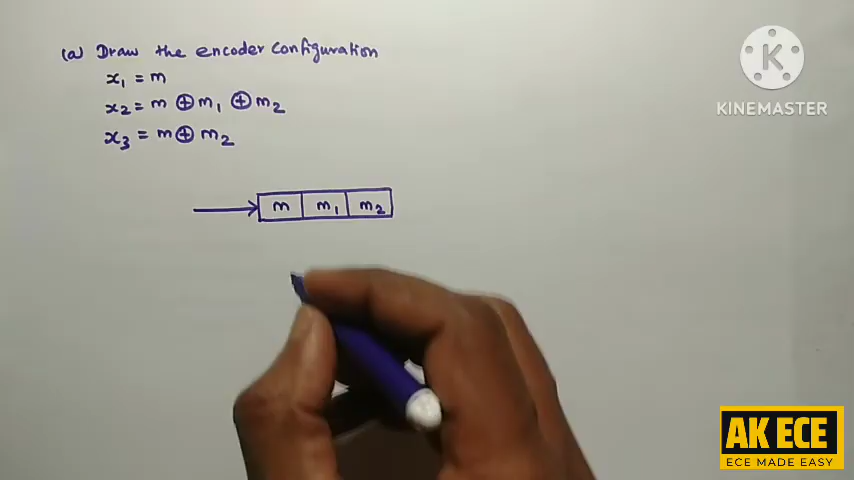 (a) Draw the encoder configuration
x₁ = m
x₂ = m ⊕ m₁ ⊕ m₂
x₃ = m ⊕ m₂
m m₁ m₂
K
KINEMASTER
AK ECE
ECE MADE EASY